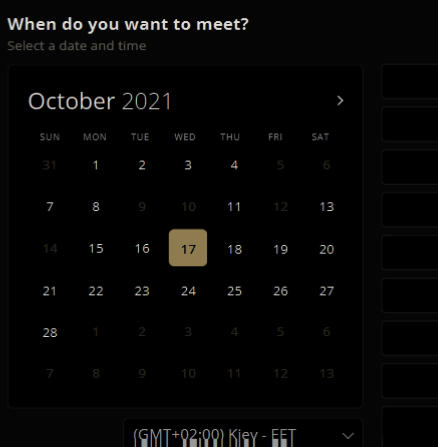 When do you want to meet?
Select a date and time
October 2021
SUN MON TUE WED THU FRI SAT
31 1 2 3 4 5 6
7 8 9 10 11 12 13
14 15 16 17 18 19 20
21 22 23 24 25 26 27
28 1 2 3 4 5 6
7 8 9 10 11 12 13
(GMT+02:00) Kiev - EET